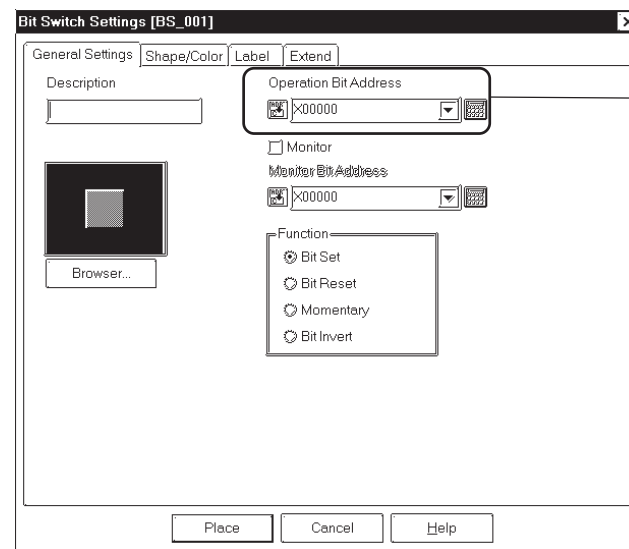 Bit Switch Settings [BS_001]
General Settings Shape/Color Label Extend
Description
Operation Bit Address
X00000
Monitor
Monitor Bit Address
X00000
Browser...
Function
Bit Set
Bit Reset
Momentary
Bit Invert
Place Cancel Help